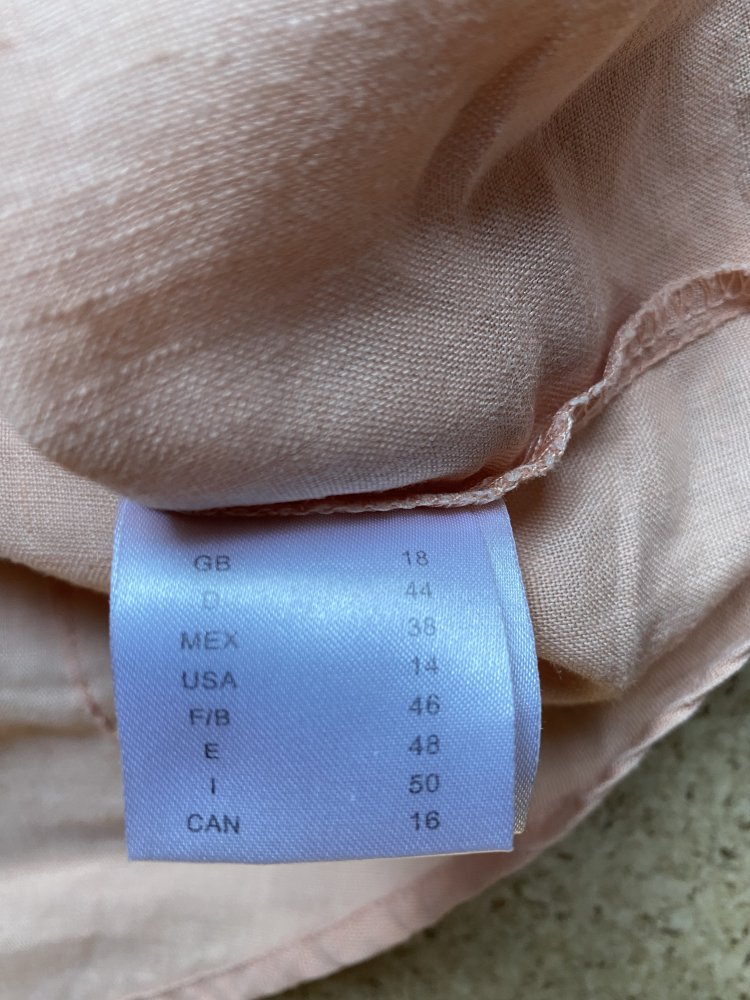 GB 18
D 44
MEX 38
USA 14
F/B 46
E 48
I 50
CAN 16